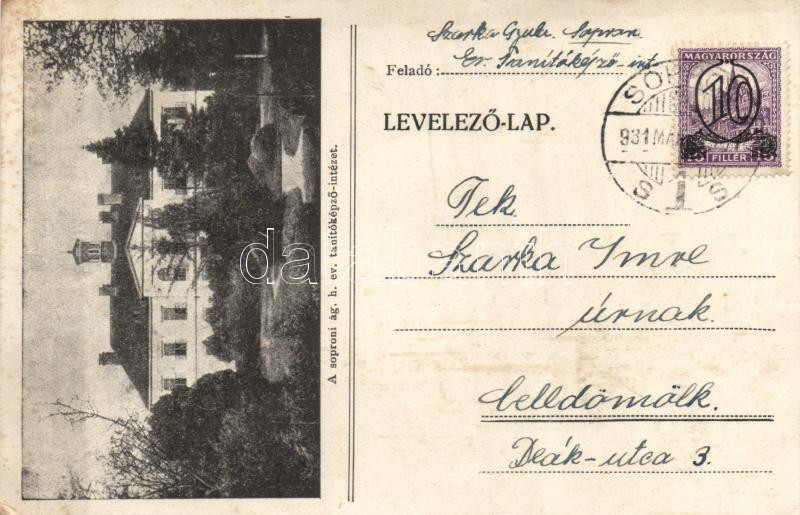 Szarka Gyula Sopron
Feladó: Ev. Tanítóképző-int.
LEVELEZŐ-LAP.
MAGYARORSZÁG
10
FILLÉR
SOPRON
931 MÁ
1
Tek.
Szarka Imre
úrnak.
Celldömölk.
Deák-utca 3.
A soproni ág. h. ev. tanítóképző-intézet.